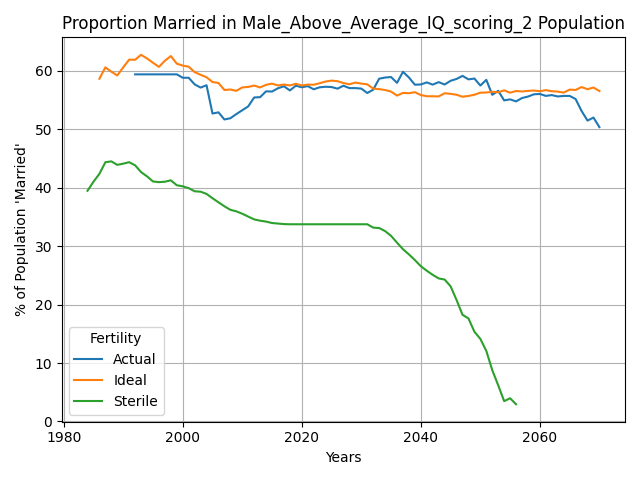 Proportion Married in Male_Above_Average_IQ_scoring_2 Population
% of Population 'Married'
60
50
40
30
20
10
0
Fertility
Actual
Ideal
Sterile
1980
2000
2020
2040
2060
Years